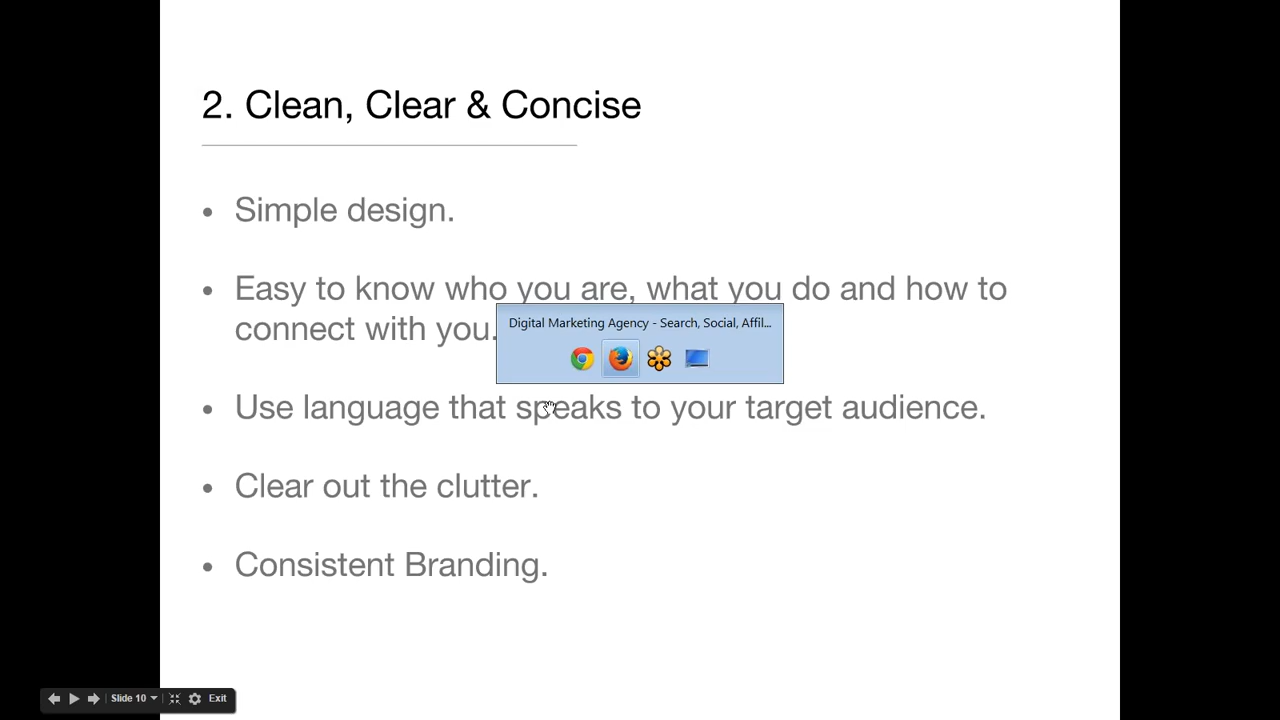 2. Clean, Clear & Concise
• Simple design.
• Easy to know who you are, what you do and how to
connect with you.
Digital Marketing Agency - Search, Social, Affil...
• Use language that speaks to your target audience.
• Clear out the clutter.
• Consistent Branding.
Slide 10 Exit